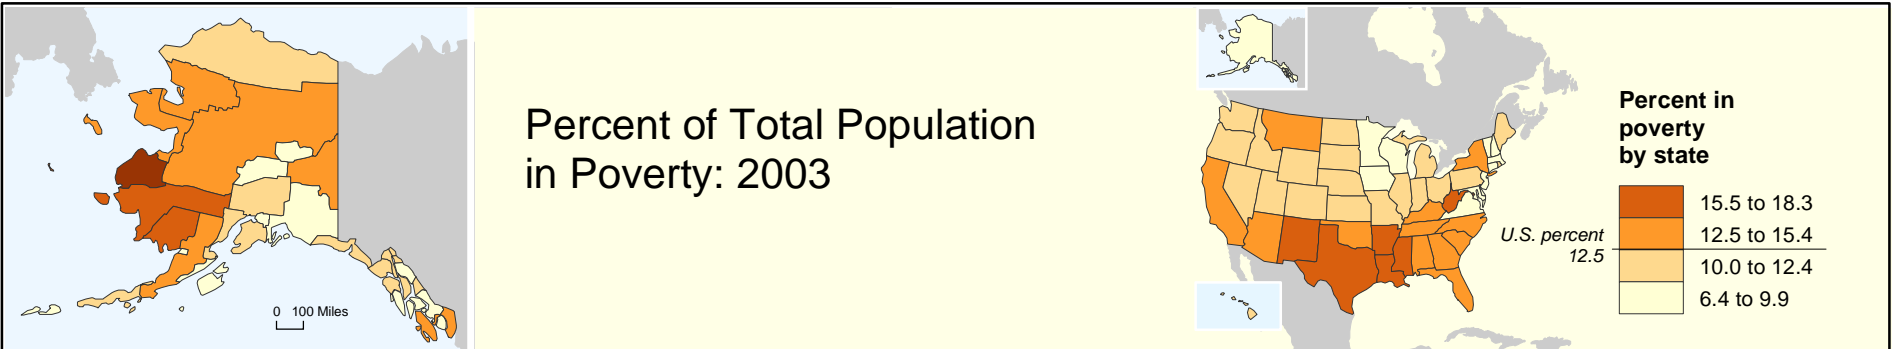 Percent of Total Population
in Poverty: 2003
0 100 Miles
Percent in
poverty
by state
15.5 to 18.3
12.5 to 15.4
U.S. percent
12.5
10.0 to 12.4
6.4 to 9.9